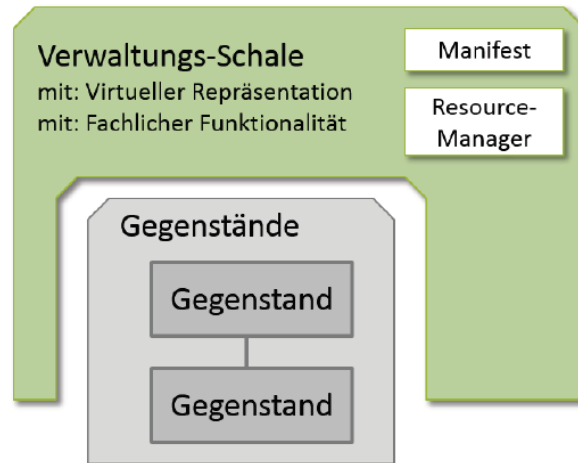 Verwaltungs-Schale
mit: Virtueller Repräsentation
mit: Fachlicher Funktionalität
Manifest
Resource-
Manager
Gegenstände
Gegenstand
Gegenstand